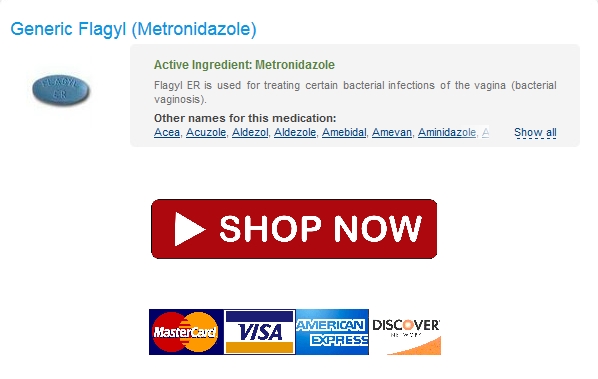 Generic Flagyl (Metronidazole)
FLAGYL
ER
Active Ingredient: Metronidazole
Flagyl ER is used for treating certain bacterial infections of the vagina (bacterial
vaginosis).
Other names for this medication:
Acea, Acuzole, Aldezol, Aldezole, Amebidal, Amevan, Aminidazole, A
Show all
SHOP NOW
MasterCard
VISA
AMERICAN
EXPRESS
DISCOVER
NETWORK